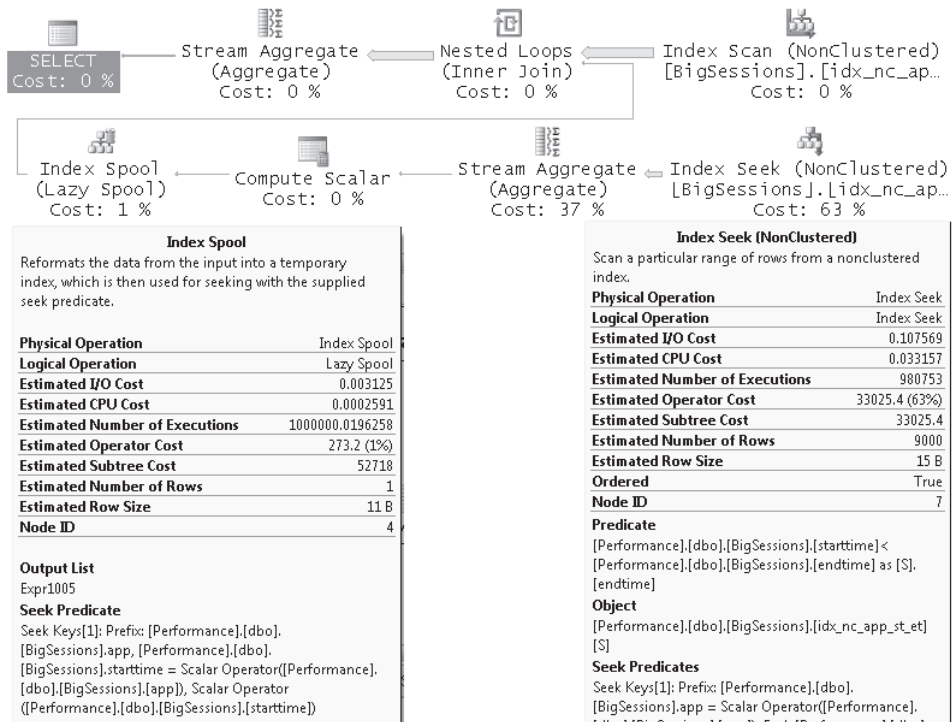 SELECT
Cost: 0 %
Stream Aggregate
(Aggregate)
Cost: 0 %
Nested Loops
(Inner Join)
Cost: 0 %
Index Scan (NonClustered)
[BigSessions].[idx_nc_ap…
Cost: 0 %
Index Spool
(Lazy Spool)
Cost: 1 %
Compute Scalar
Cost: 0 %
Stream Aggregate
(Aggregate)
Cost: 37 %
Index Seek (NonClustered)
[BigSessions].[idx_nc_ap…
Cost: 63 %
Index Spool
Reformats the data from the input into a temporary
index, which is then used for seeking with the supplied
seek predicate.
Physical Operation Index Spool
Logical Operation Lazy Spool
Estimated I/O Cost 0.003125
Estimated CPU Cost 0.0002591
Estimated Number of Executions 1000000.0196258
Estimated Operator Cost 273.2 (1%)
Estimated Subtree Cost 52718
Estimated Number of Rows 1
Estimated Row Size 11 B
Node ID 4
Output List
Expr1005
Seek Predicate
Seek Keys[1]: Prefix: [Performance].[dbo].
[BigSessions].app, [Performance].[dbo].
[BigSessions].starttime = Scalar Operator([Performance].
[dbo].[BigSessions].[app]), Scalar Operator
([Performance].[dbo].[BigSessions].[starttime])
Index Seek (NonClustered)
Scan a particular range of rows from a nonclustered
index.
Physical Operation Index Seek
Logical Operation Index Seek
Estimated I/O Cost 0.107569
Estimated CPU Cost 0.033157
Estimated Number of Executions 980753
Estimated Operator Cost 33025.4 (63%)
Estimated Subtree Cost 33025.4
Estimated Number of Rows 9000
Estimated Row Size 15 B
Ordered True
Node ID 7
Predicate
[Performance].[dbo].[BigSessions].[starttime]<
[Performance].[dbo].[BigSessions].[endtime] as [S].
[endtime]
Object
[Performance].[dbo].[BigSessions].[idx_nc_app_st_et]
[S]
Seek Predicates
Seek Keys[1]: Prefix: [Performance].[dbo].
[BigSessions].app = Scalar Operator([Performance].